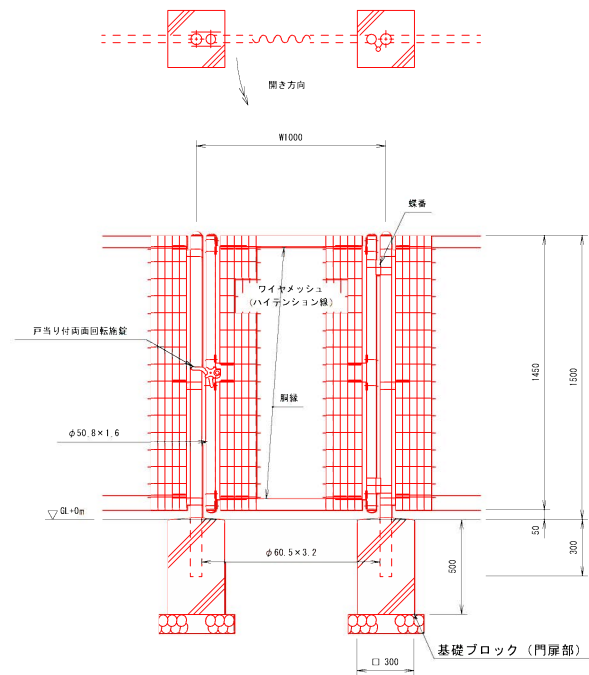 開き方向
W1000
蝶番
ワイヤメッシュ
(ハイテンション線)
戸当り付両面回転施錠
胴縁
1450
1500
φ50.8×1.6
GL+0m
50
300
500
φ60.5×3.2
基礎ブロック（門扉部）
□ 300